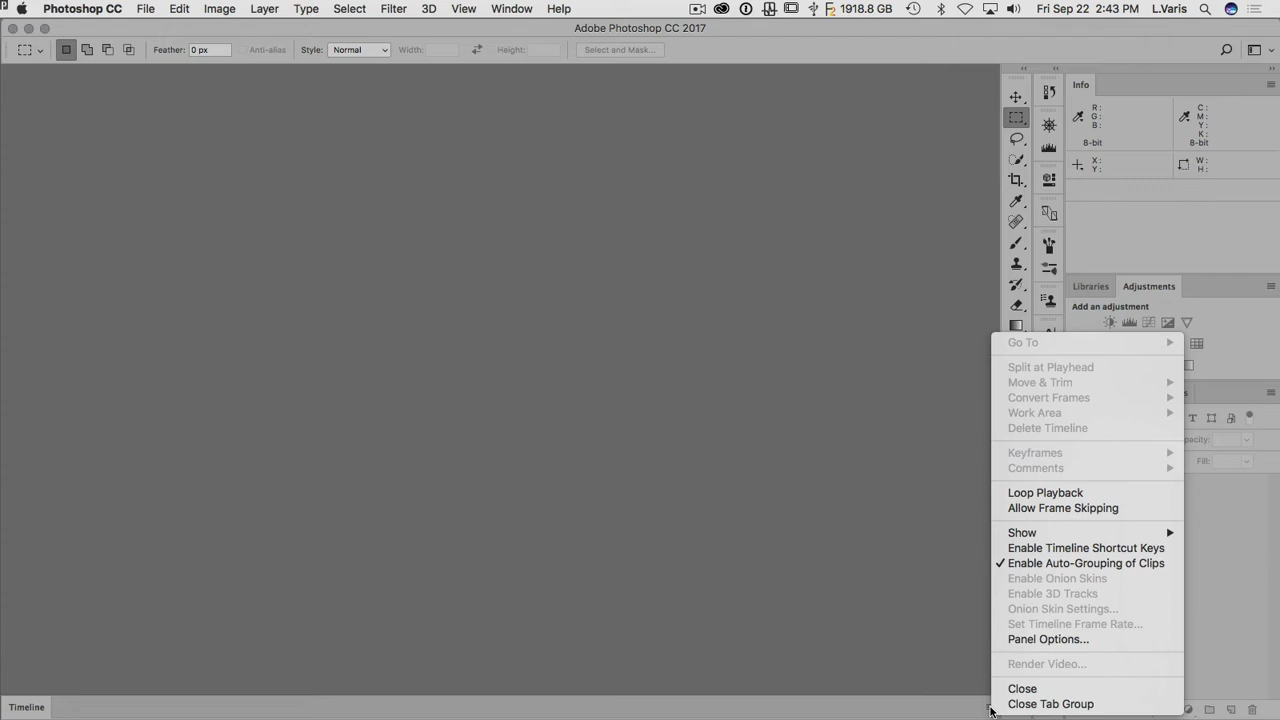 Photoshop CC File Edit Image Layer Type Select Filter 3D View Window Help 1918.8 GB Fri Sep 22 2:43 PM L.Varis
Adobe Photoshop CC 2017
Feather: 0 px Anti-alias Style: Normal Width: Height: Select and Mask...
Info
R: C:
G: M:
B: Y:
K:
8-bit 8-bit
X: W:
Y: H:
Libraries Adjustments
Add an adjustment
Go To
Split at Playhead
Move & Trim
Convert Frames
Work Area
Delete Timeline
pacity:
Keyframes
Fill:
Comments
Loop Playback
Allow Frame Skipping
Show
Enable Timeline Shortcut Keys
Enable Auto-Grouping of Clips
Enable Onion Skins
Enable 3D Tracks
Onion Skin Settings...
Set Timeline Frame Rate...
Panel Options...
Render Video...
Close
Close Tab Group
Timeline